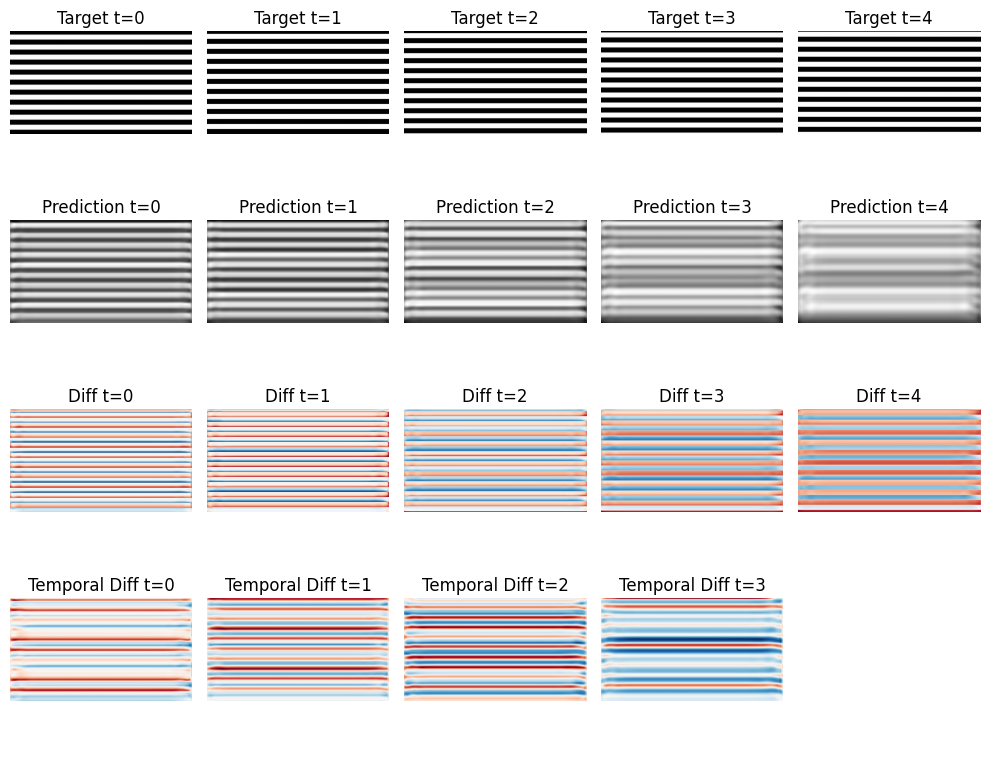 Target t=0 Target t=1 Target t=2 Target t=3 Target t=4
Prediction t=0 Prediction t=1 Prediction t=2 Prediction t=3 Prediction t=4
Diff t=0 Diff t=1 Diff t=2 Diff t=3 Diff t=4
Temporal Diff t=0 Temporal Diff t=1 Temporal Diff t=2 Temporal Diff t=3